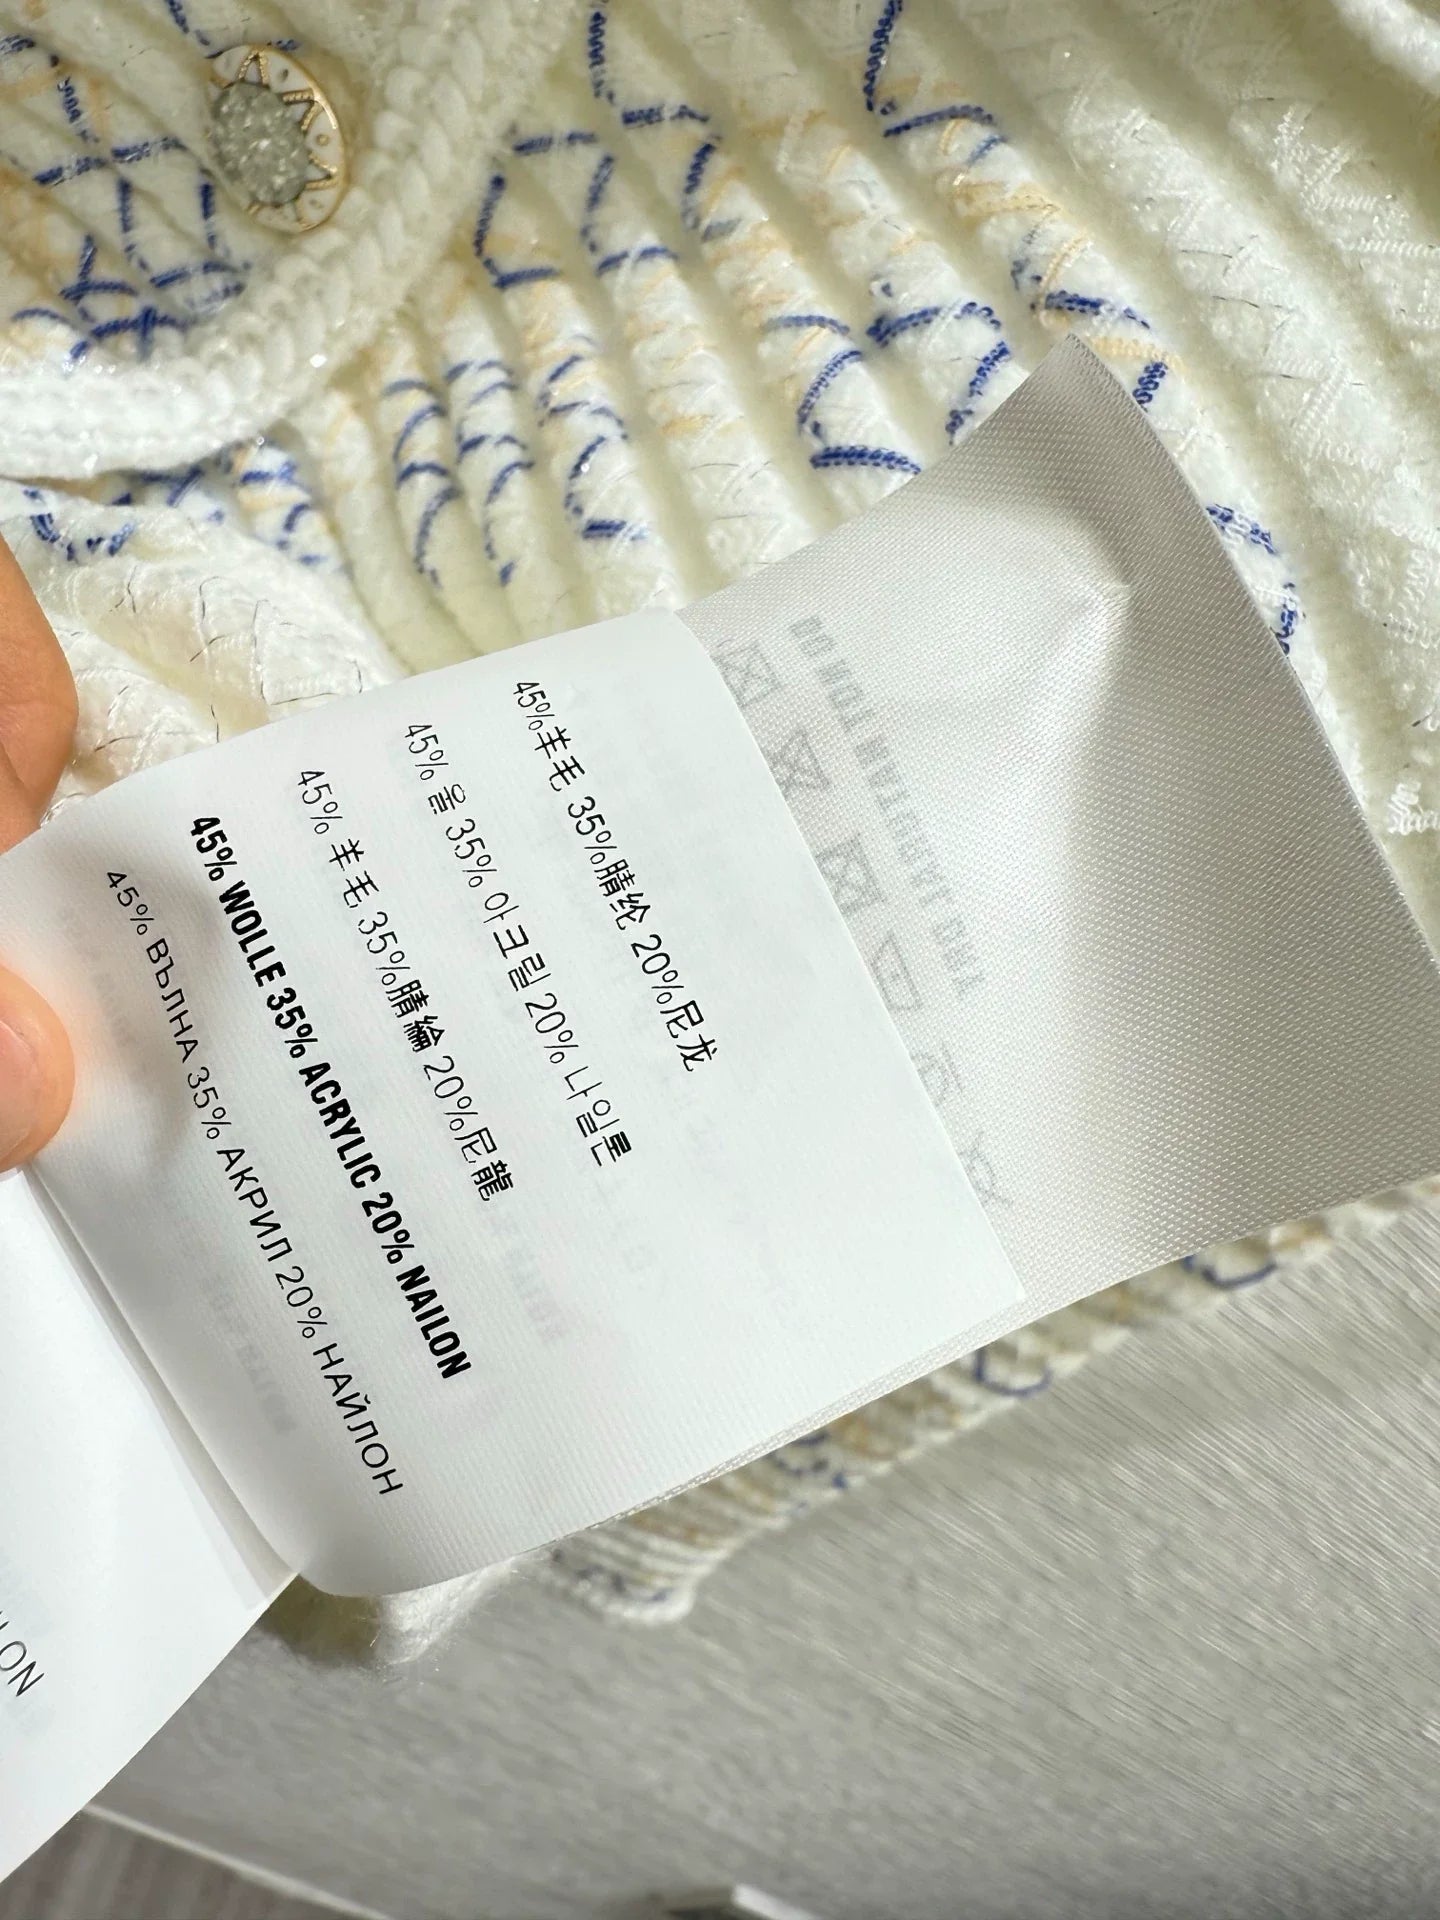 45%羊毛 35%腈纶 20%尼龙
45% 울 35% 아크릴 20% 나일론
45% 羊毛 35%腈綸 20%尼龍
45% WOLLE 35% ACRYLIC 20% NAILON
45% ВЪЛНА 35% АКРИЛ 20% НАЙЛОН